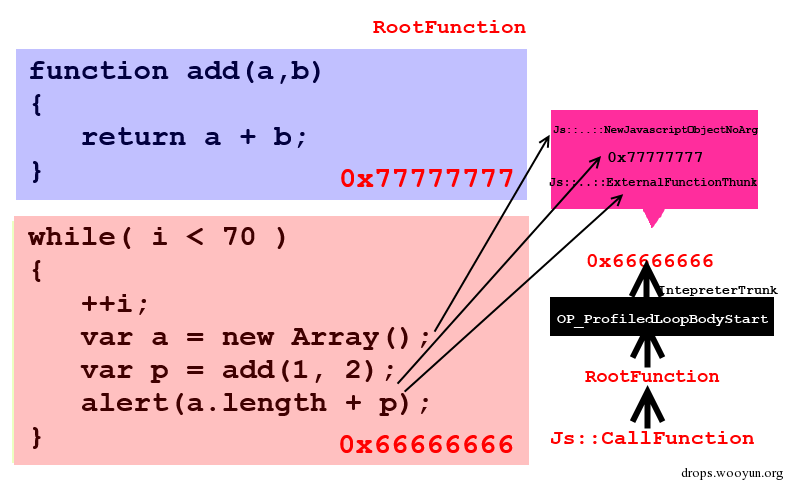 RootFunction
function add(a,b)
{
return a + b;
}
0x77777777
while( i < 70 )
{
++i;
var a = new Array();
var p = add(1, 2);
alert(a.length + p);
}
0x66666666
Js::..::NewJavascriptObjectNoArg
0x77777777
Js::..::ExternalFunctionThunk
0x66666666
IntepreterTrunk
OP_ProfiledLoopBodyStart
RootFunction
Js::CallFunction
drops.wooyun.org